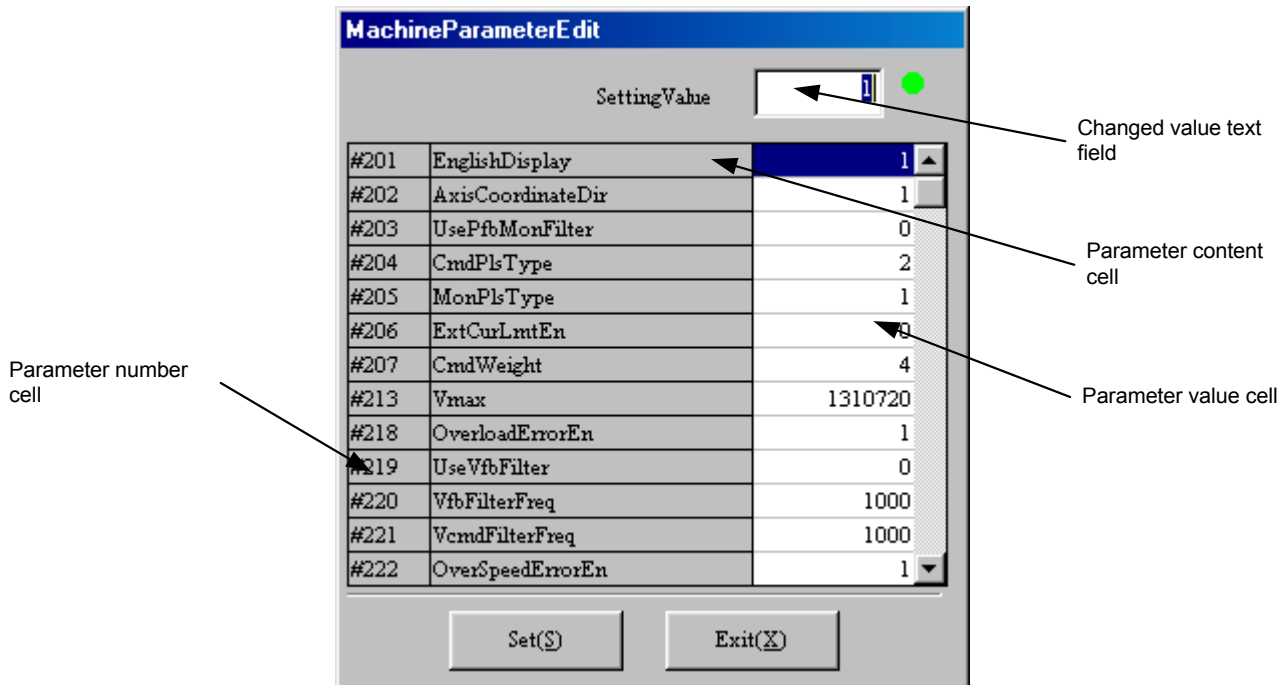 MachineParameterEdit
SettingValue 1
Changed value text
field
#201 EnglishDisplay 1
#202 AxisCoordinateDir 1
#203 UsePfbMonFilter 0
#204 CmdPlsType 2
#205 MonPlsType 1
#206 ExtCurLmtEn 0
#207 CmdWeight 4
#213 Vmax 1310720
#218 OverloadErrorEn 1
#219 UseVfbFilter 0
#220 VfbFilterFreq 1000
#221 VcmdFilterFreq 1000
#222 OverSpeedErrorEn 1
Parameter content
cell
Parameter number
cell
Parameter value cell
Set(S) Exit(X)